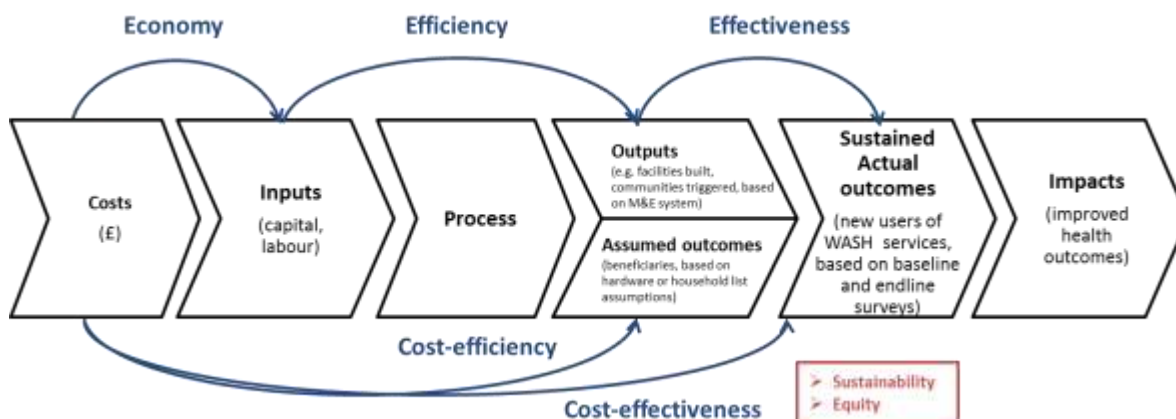 Economy
Efficiency
Effectiveness
Costs
(£)
Inputs
(capital,
labour)
Process
Outputs
(e.g. facilities built,
communities triggered, based
on M&E system)
Assumed outcomes
(beneficiaries, based on
hardware or household list
assumptions)
Sustained
Actual
outcomes
(new users of
WASH services,
based on baseline
and endline
surveys)
Impacts
(improved
health
outcomes)
Cost-efficiency
Cost-effectiveness
➢ Sustainability
➢ Equity